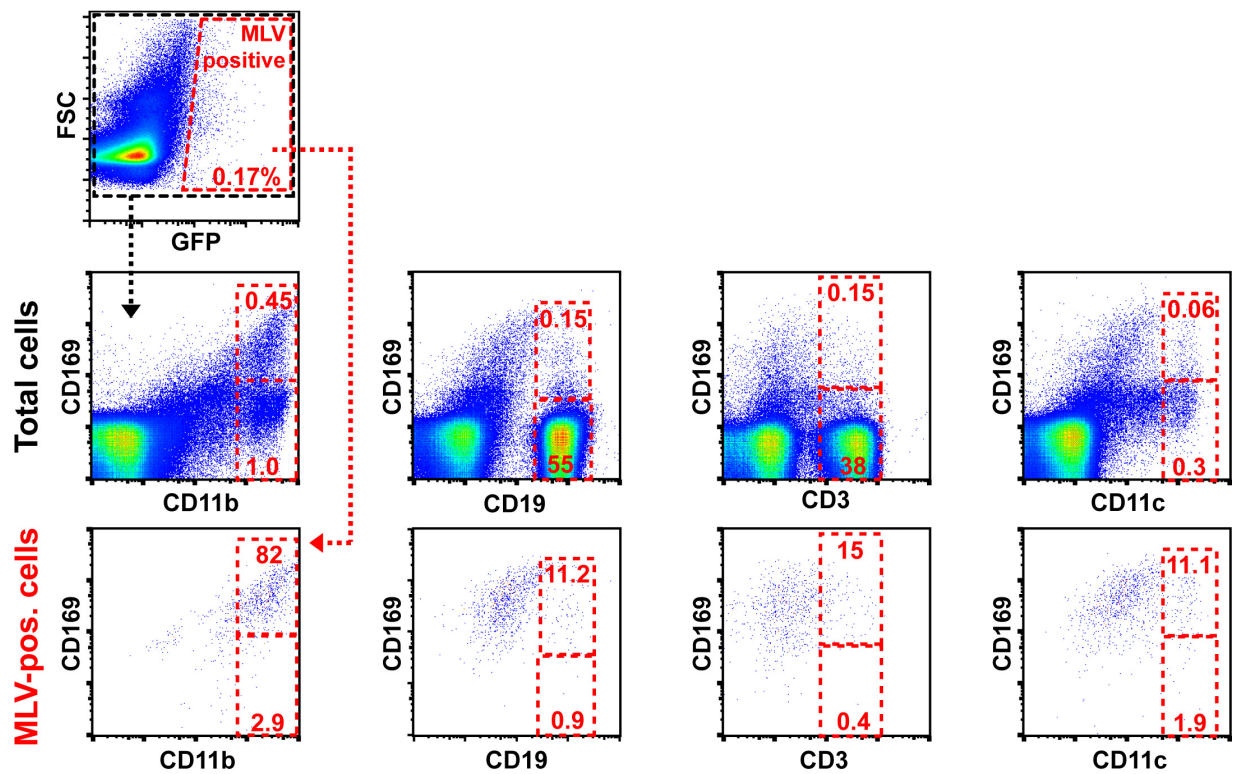 MLV
positive
FSC
0.17%
GFP
Total cells
CD169
0.45
1.0
CD11b
CD169
0.15
55
CD19
CD169
0.15
38
CD3
CD169
0.06
0.3
CD11c
MLV-pos. cells
CD169
82
2.9
CD11b
CD169
11.2
0.9
CD19
CD169
15
0.4
CD3
CD169
11.1
1.9
CD11c